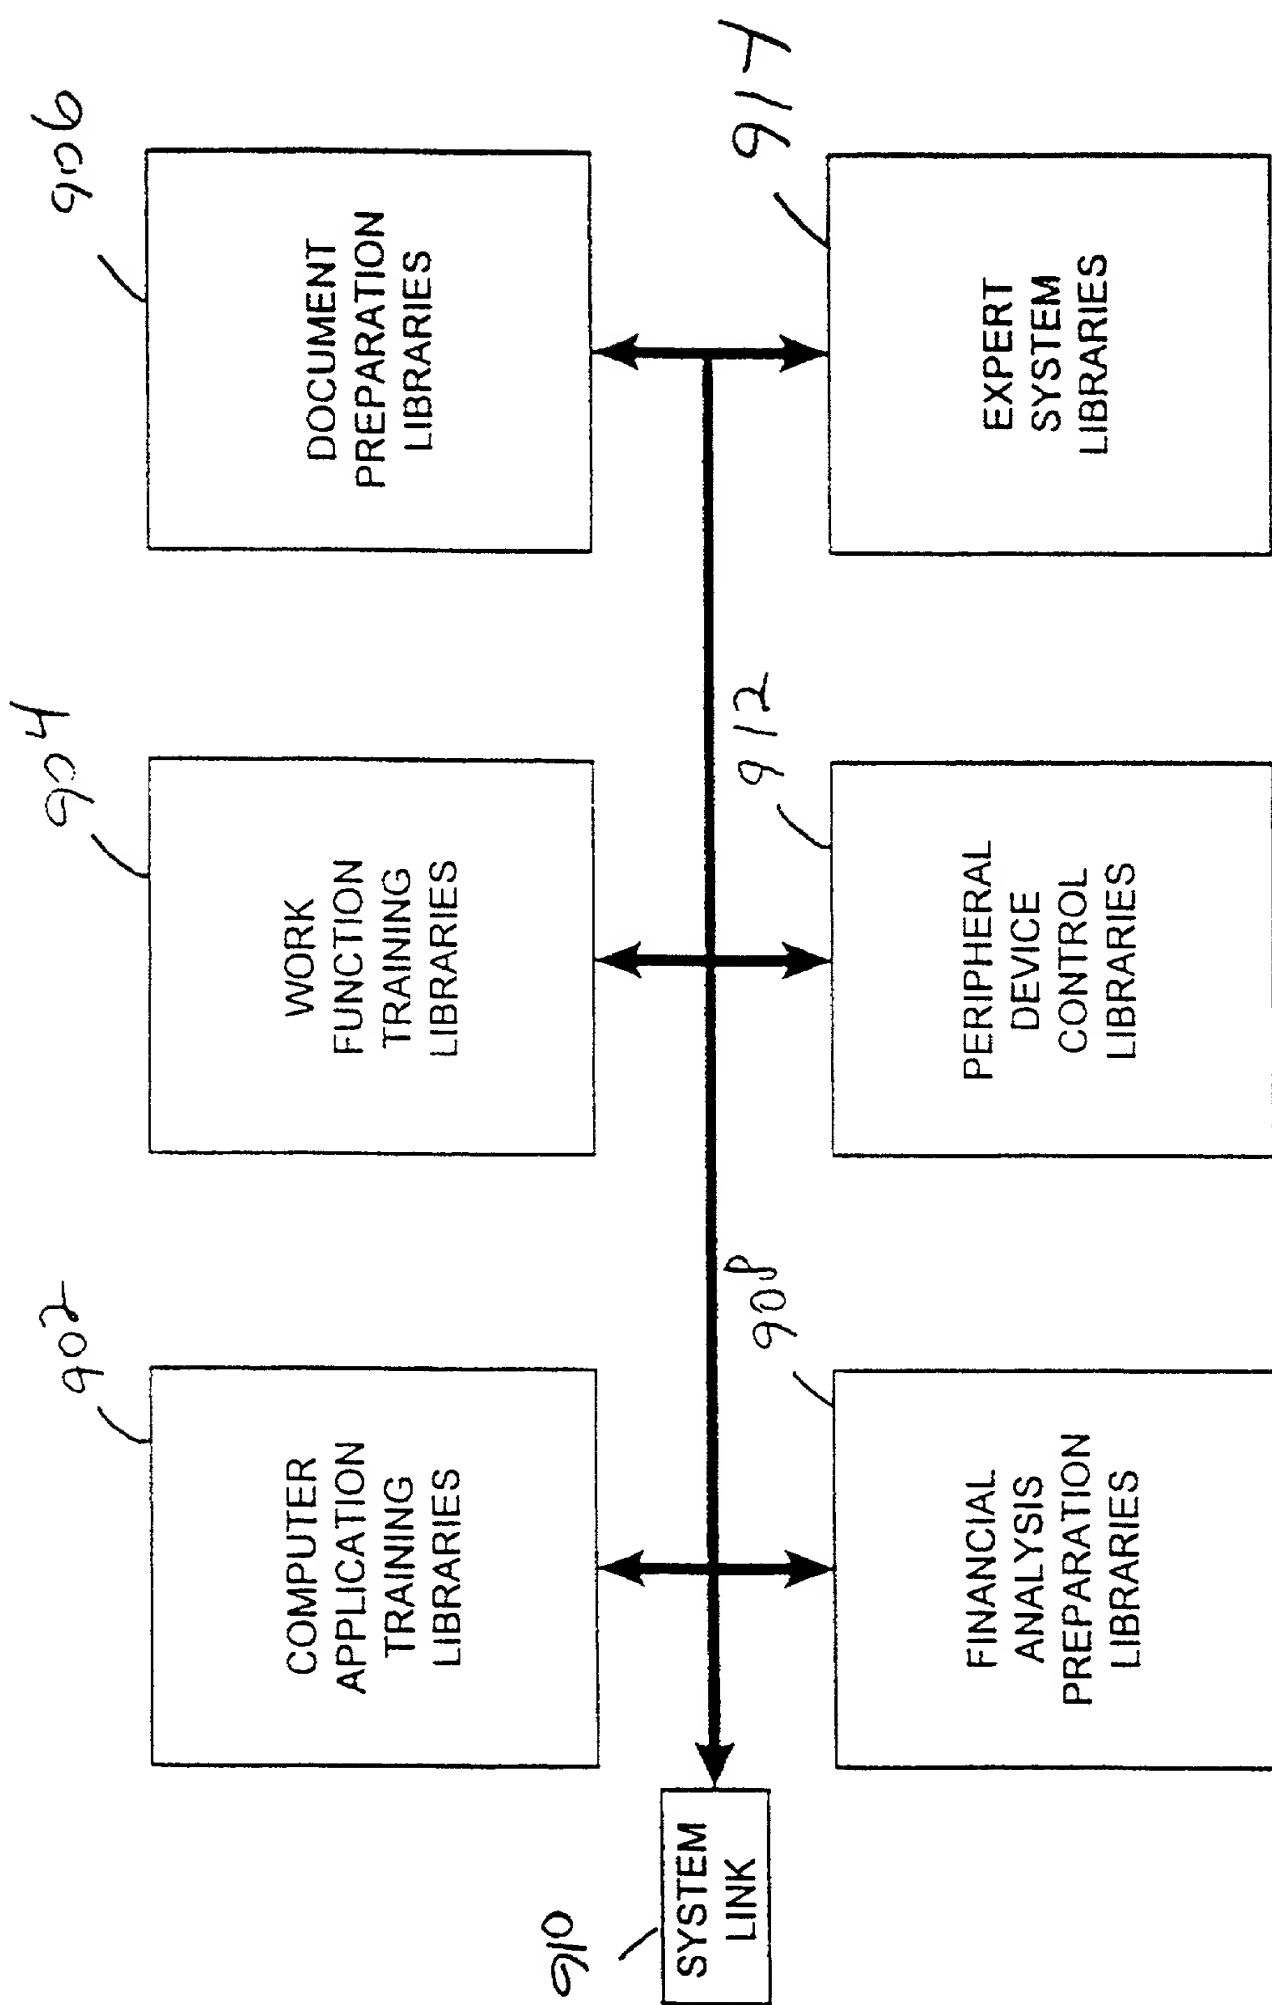 902
COMPUTER
APPLICATION
TRAINING
LIBRARIES
904
WORK
FUNCTION
TRAINING
LIBRARIES
906
DOCUMENT
PREPARATION
LIBRARIES
910
SYSTEM
LINK
908
FINANCIAL
ANALYSIS
PREPARATION
LIBRARIES
912
PERIPHERAL
DEVICE
CONTROL
LIBRARIES
914
EXPERT
SYSTEM
LIBRARIES